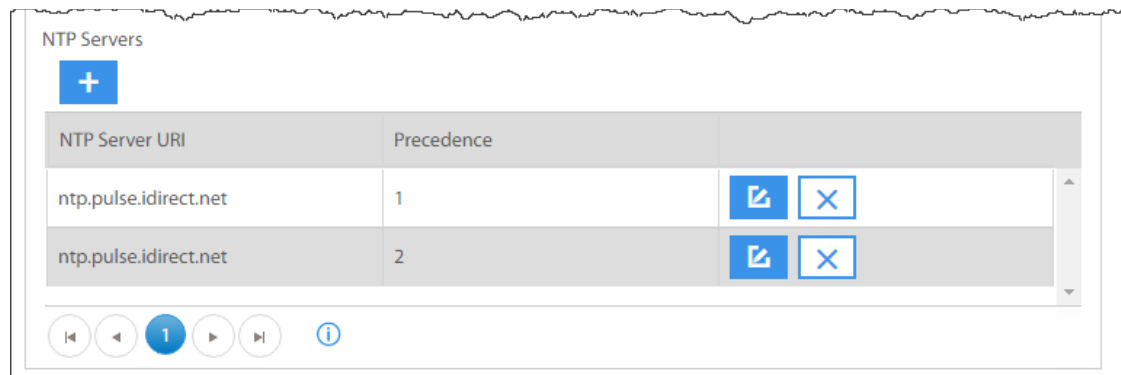 NTP Servers
+
NTP Server URI Precedence
ntp.pulse.idirect.net 1
ntp.pulse.idirect.net 2
1